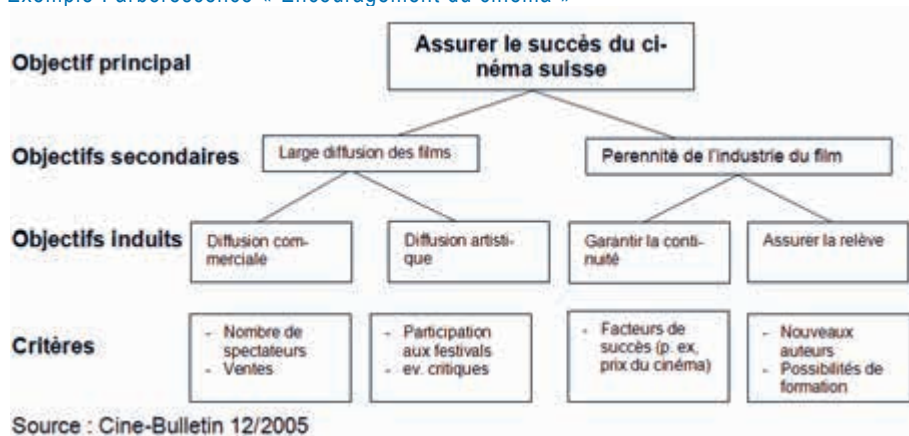 Exemple : arborescence « Encouragement du cinéma »
Objectif principal
Assurer le succès du ci-
néma suisse
Objectifs secondaires
Large diffusion des films
Perennité de l'industrie du film
Objectifs induits
Diffusion com-
merciale
Diffusion artisti-
que
Garantir la conti-
nuité
Assurer la relève
Critères
- Nombre de
spectateurs
- Ventes
- Participation
aux festivals
- ev. critiques
- Facteurs de
succès (p. ex,
prix du cinéma)
- Nouveaux
auteurs
- Possibilités de
formation
Source : Cine-Bulletin 12/2005